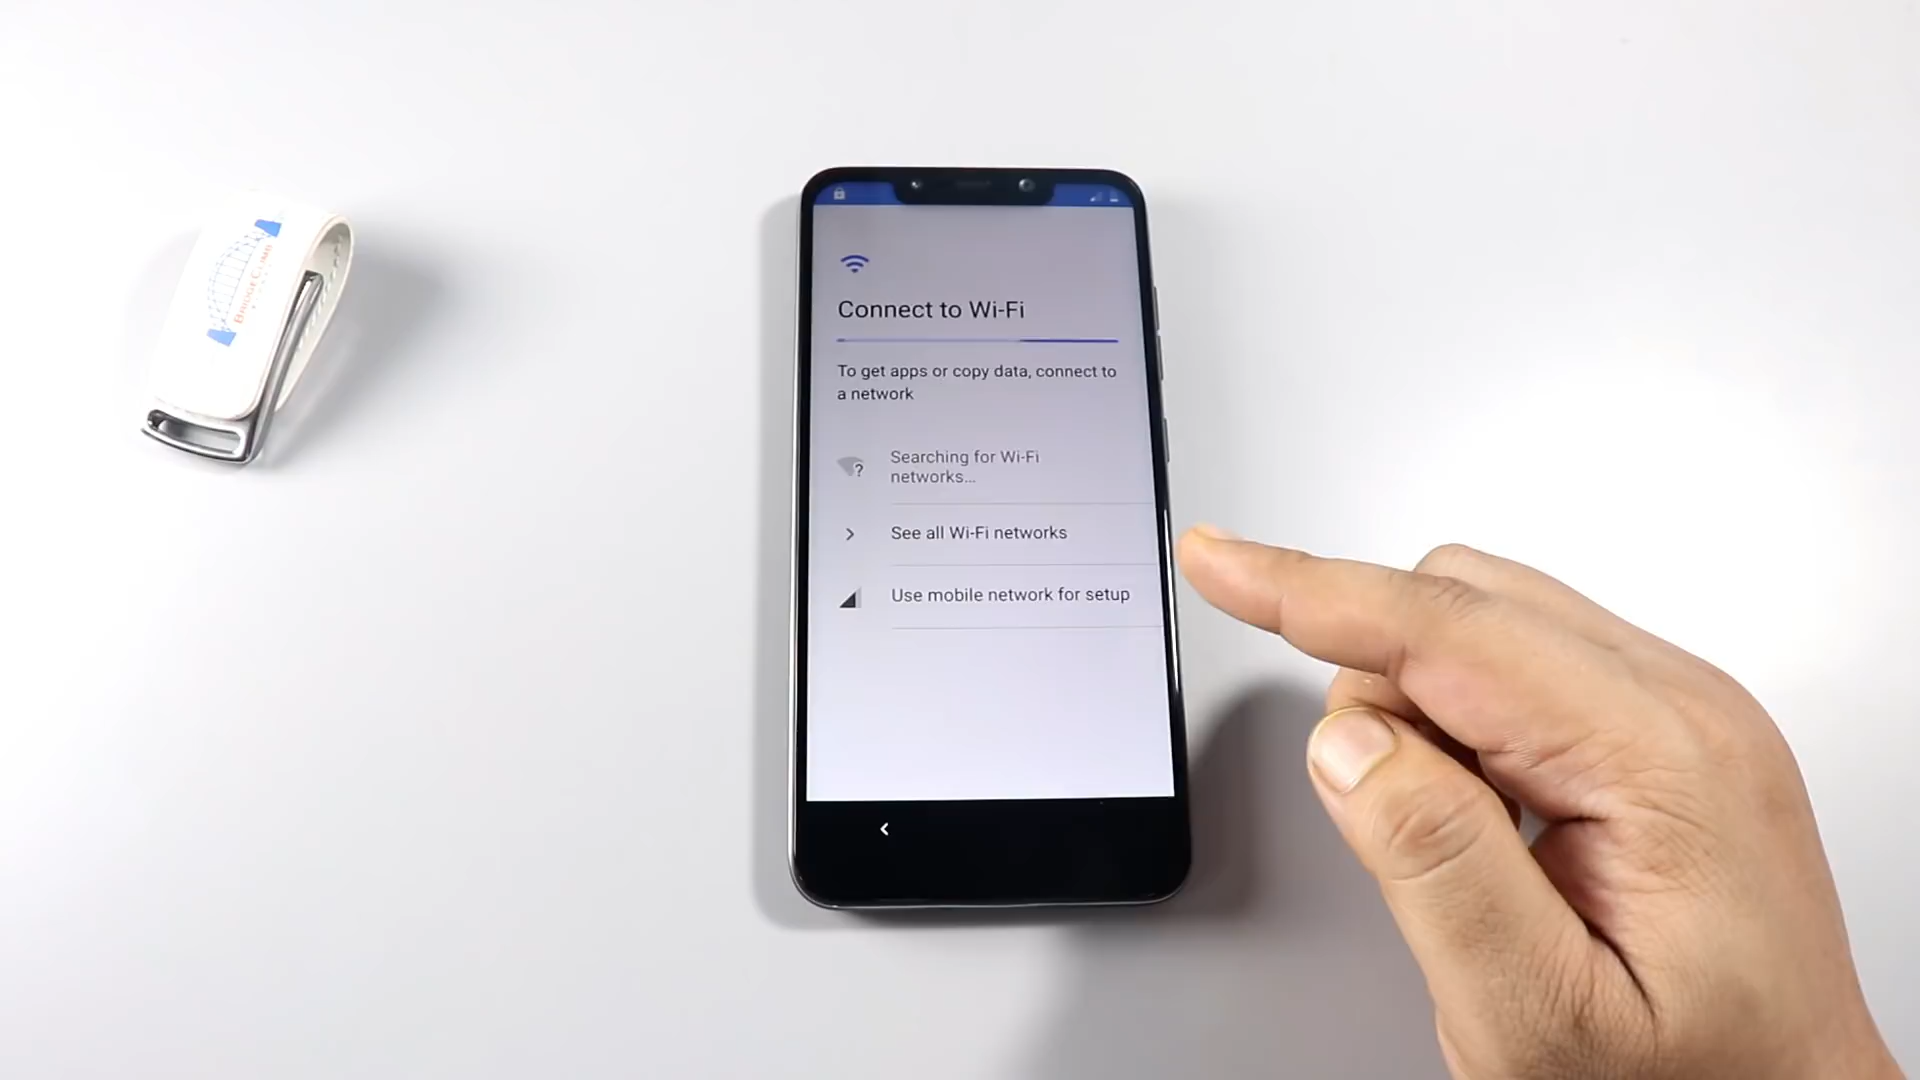 BRIDGECLIMB
Connect to Wi-Fi
To get apps or copy data, connect to
a network
?
Searching for Wi-Fi
networks...
See all Wi-Fi networks
Use mobile network for setup